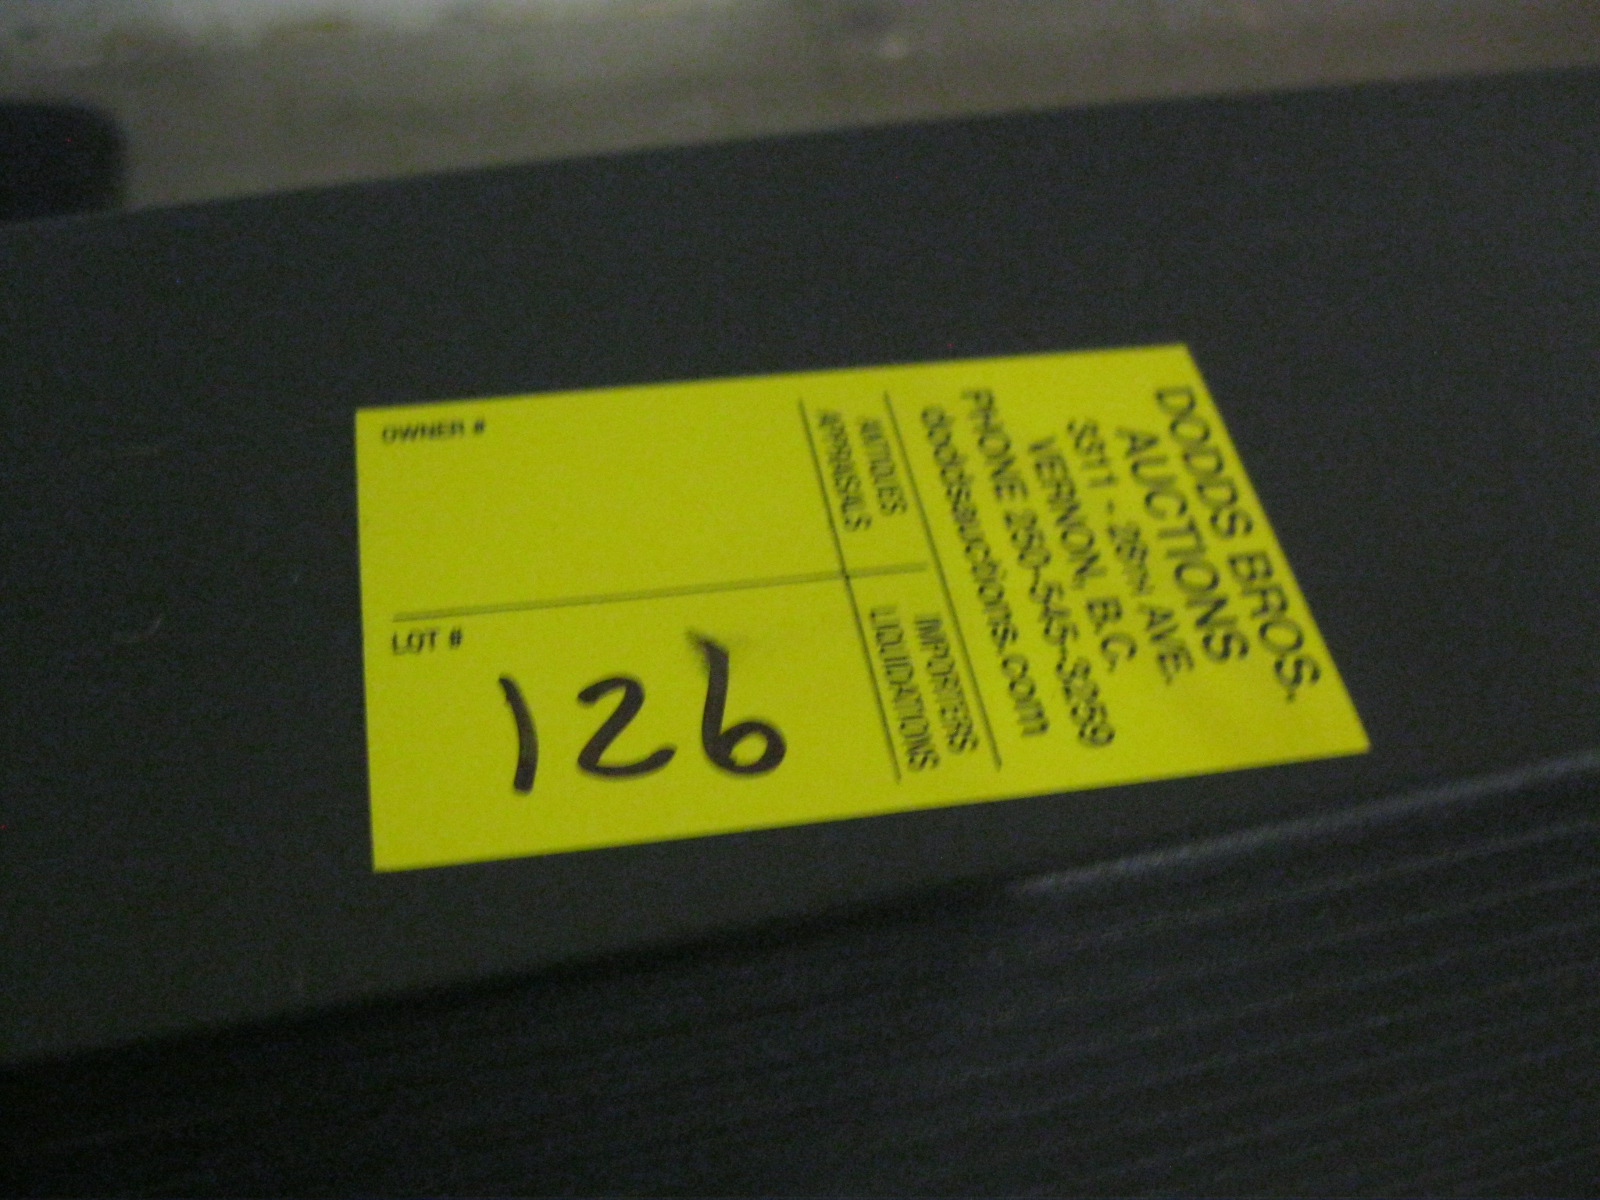 DODDS BROS.
AUCTIONS
3311 - 28TH AVE.
VERNON, B.C.
PHONE 250-545-3259
doddsauctions.com
ANTIQUES
APPRAISALS
IMPORTERS
LIQUIDATIONS
OWNER #
LOT #
126